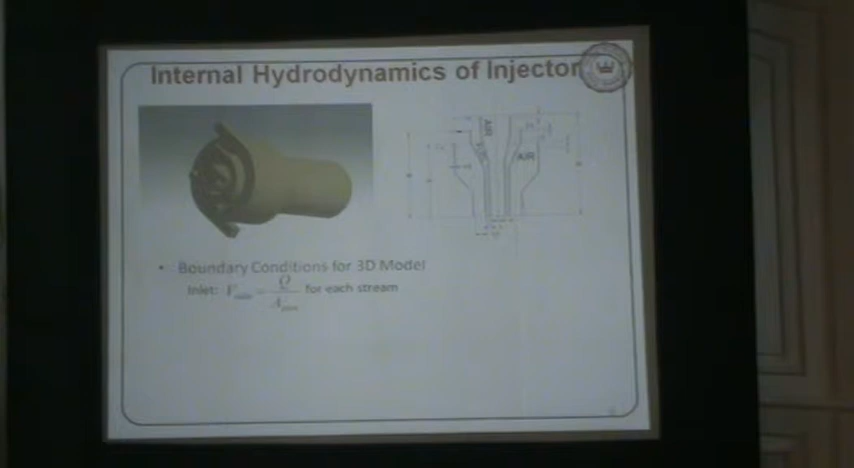 Internal Hydrodynamics of Injector
AIR
AIR
• Boundary Conditions for 3D Model
Inlet: V = Q / A for each stream